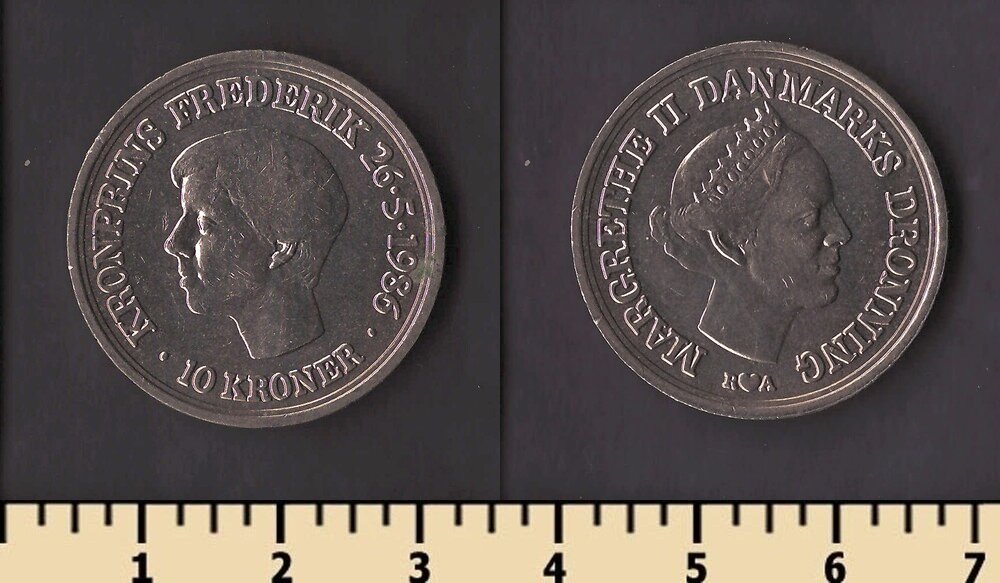 KRONPRINS FREDERIK 26·5·1986 ·
· 10 KRONER ·
MARGRETHE II DANMARKS DRONNING
R♥A
1 2 3 4 5 6 7